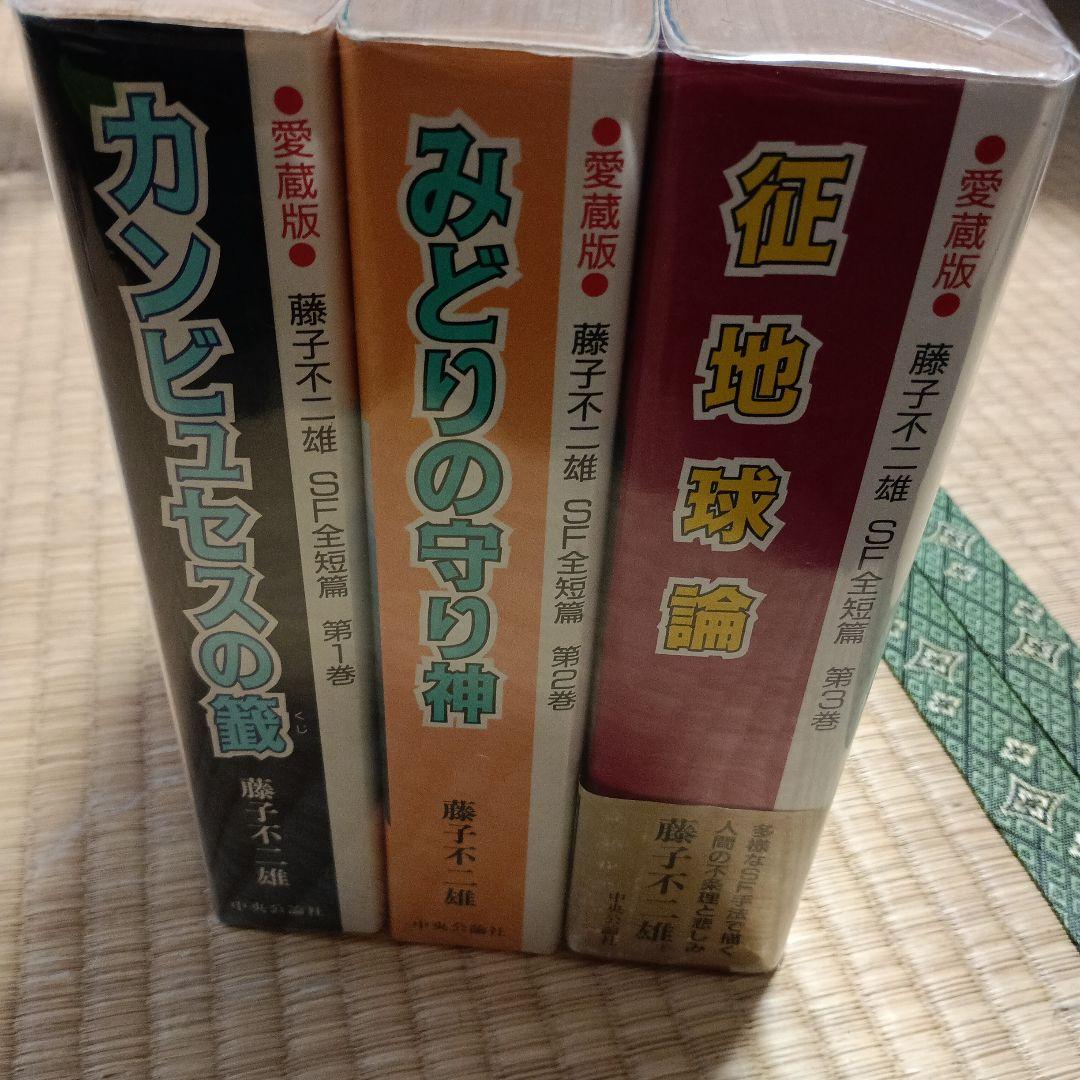 ●愛蔵版●
藤子不二雄 SF全短篇 第1巻
カンビュセスの籤
くじ
藤子不二雄
中央公論社
●愛蔵版●
藤子不二雄 SF全短篇 第2巻
みどりの守り神
藤子不二雄
中央公論社
●愛蔵版●
藤子不二雄 SF全短篇 第3巻
征地球論
多様なSF手法で描く
人間の不条理と悲しみ
藤子不二雄
中央公論社